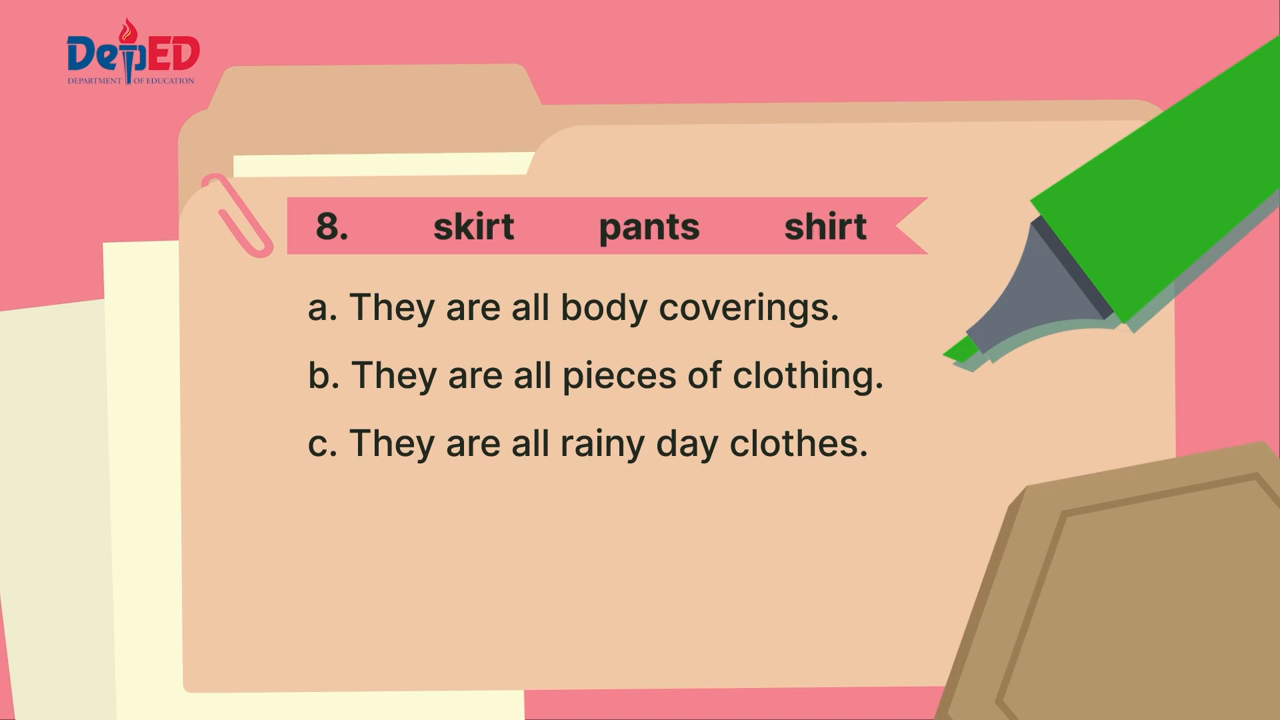 DepED
DEPARTMENT OF EDUCATION
8. skirt pants shirt
a. They are all body coverings.
b. They are all pieces of clothing.
c. They are all rainy day clothes.